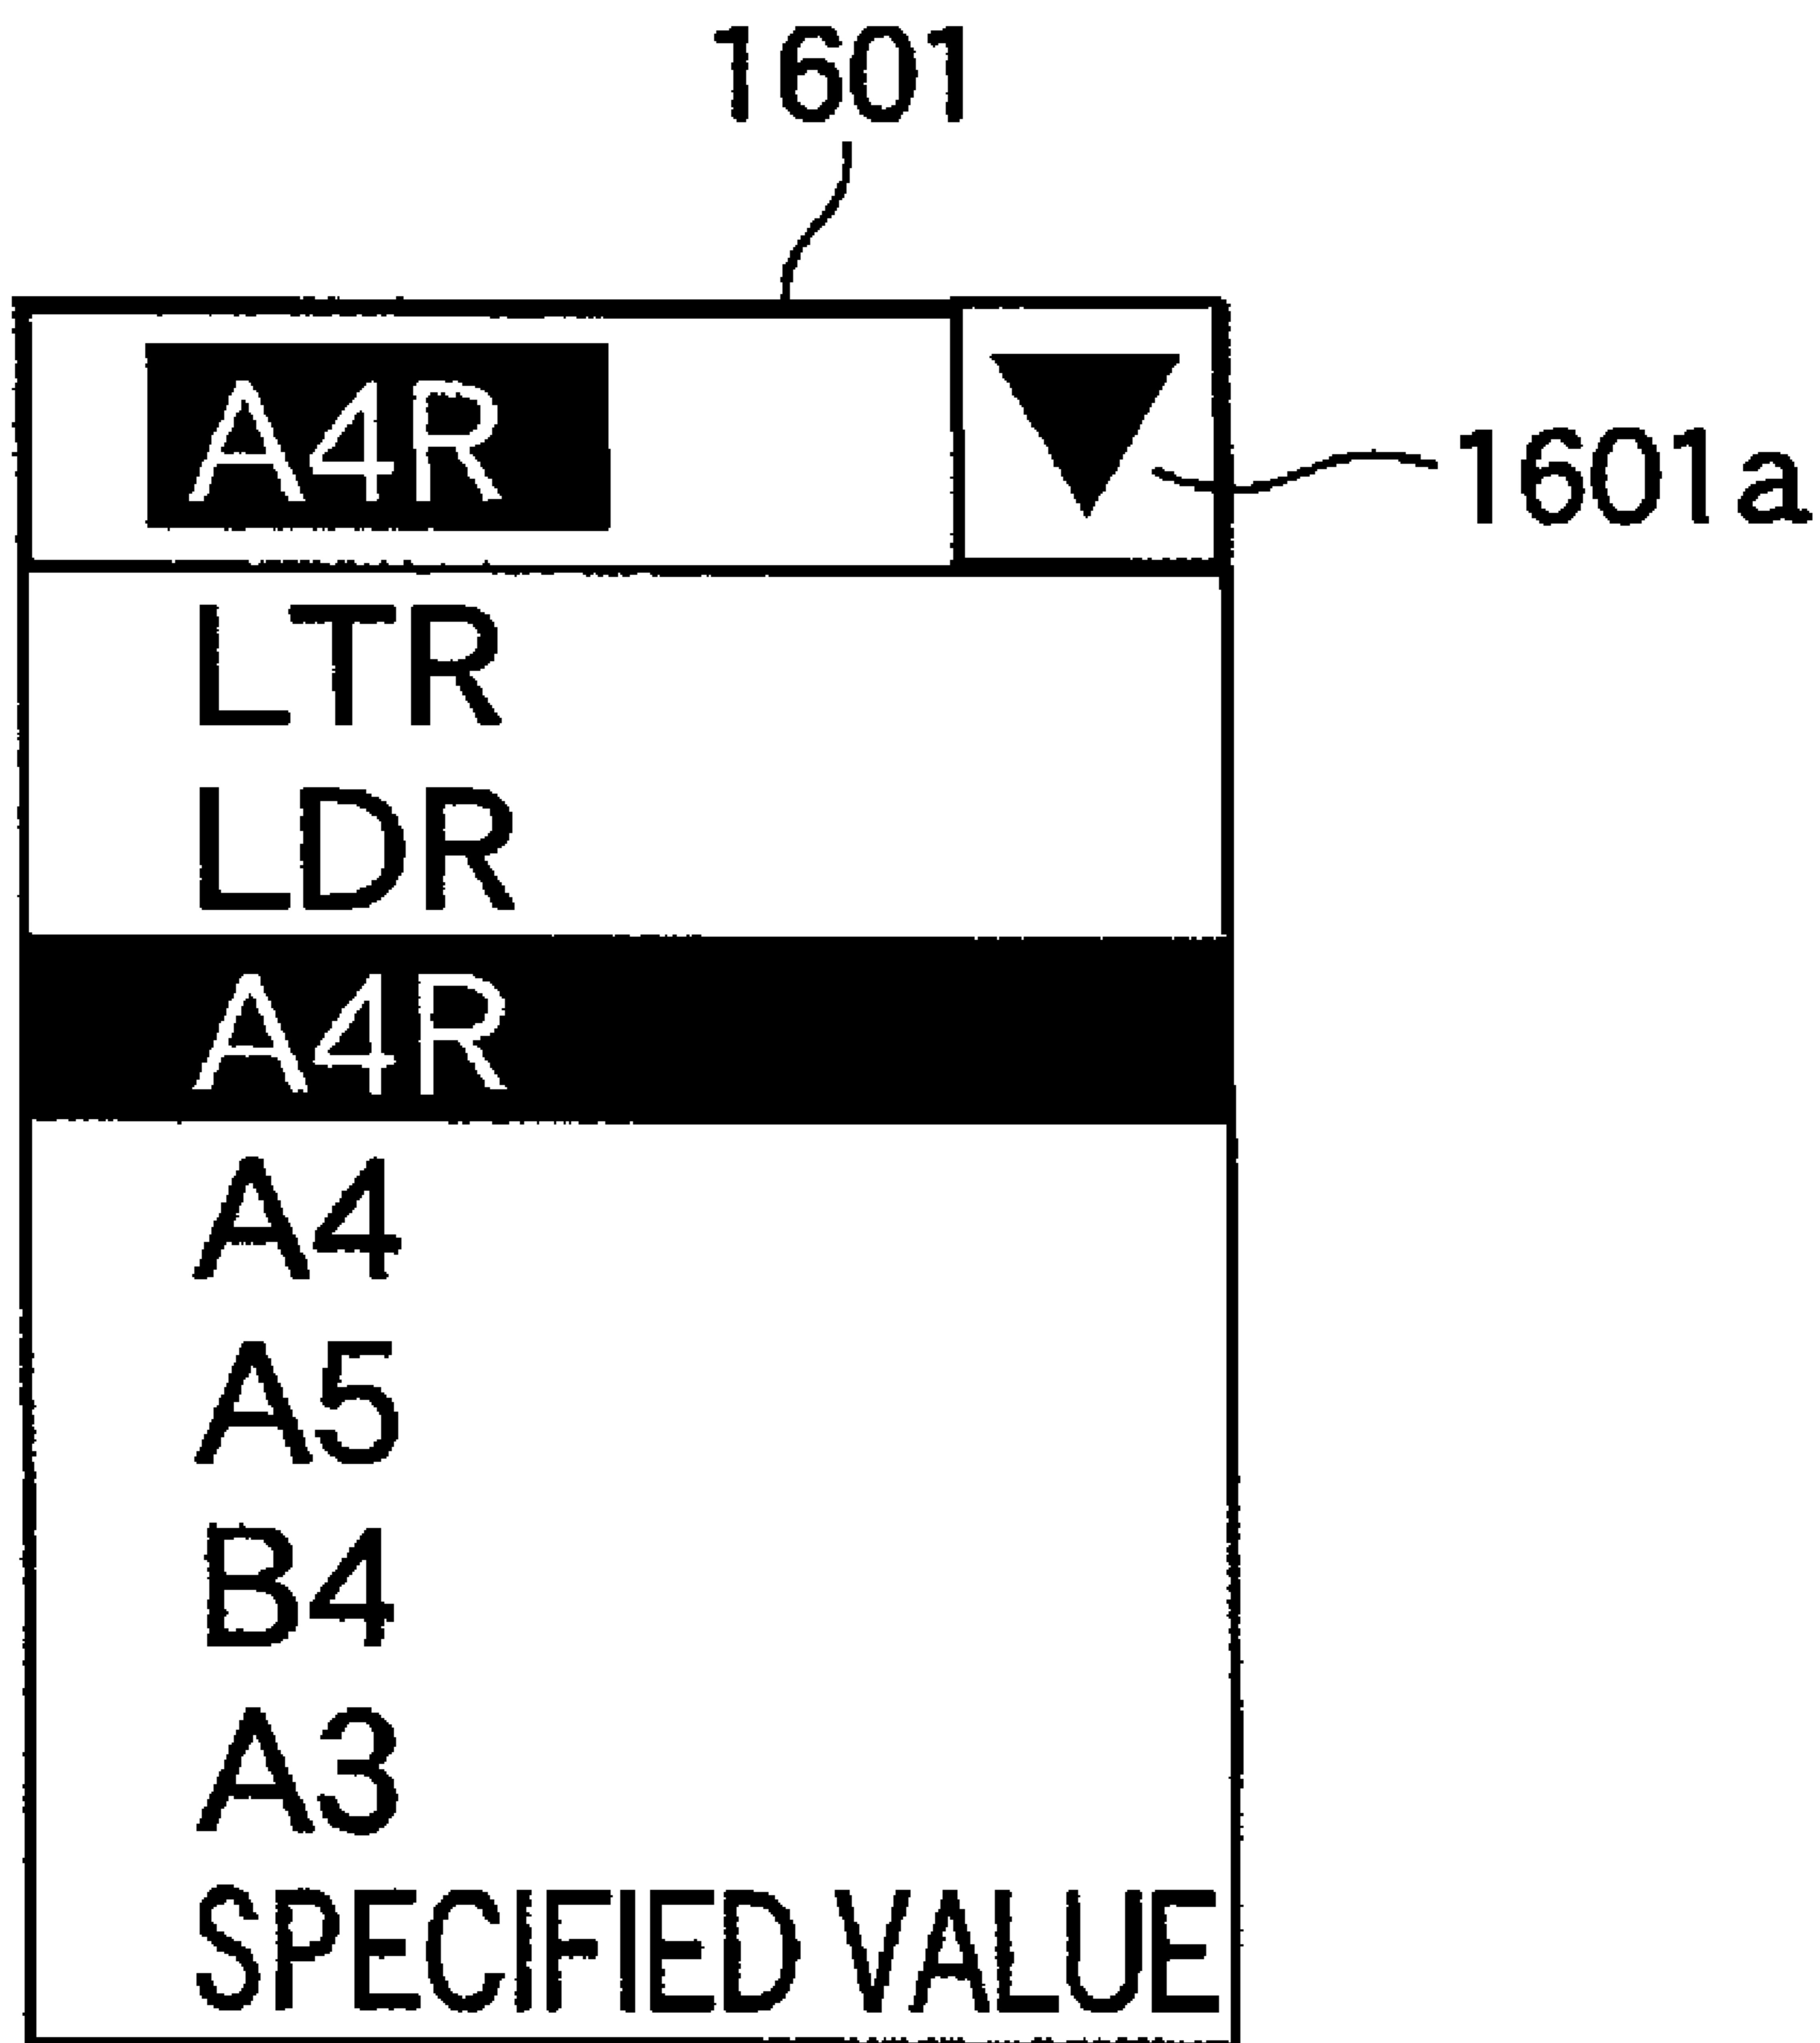 1601
A4R
1601a
LTR
LDR
A4R
A4
A5
B4
A3
SPECIFIED VALUE